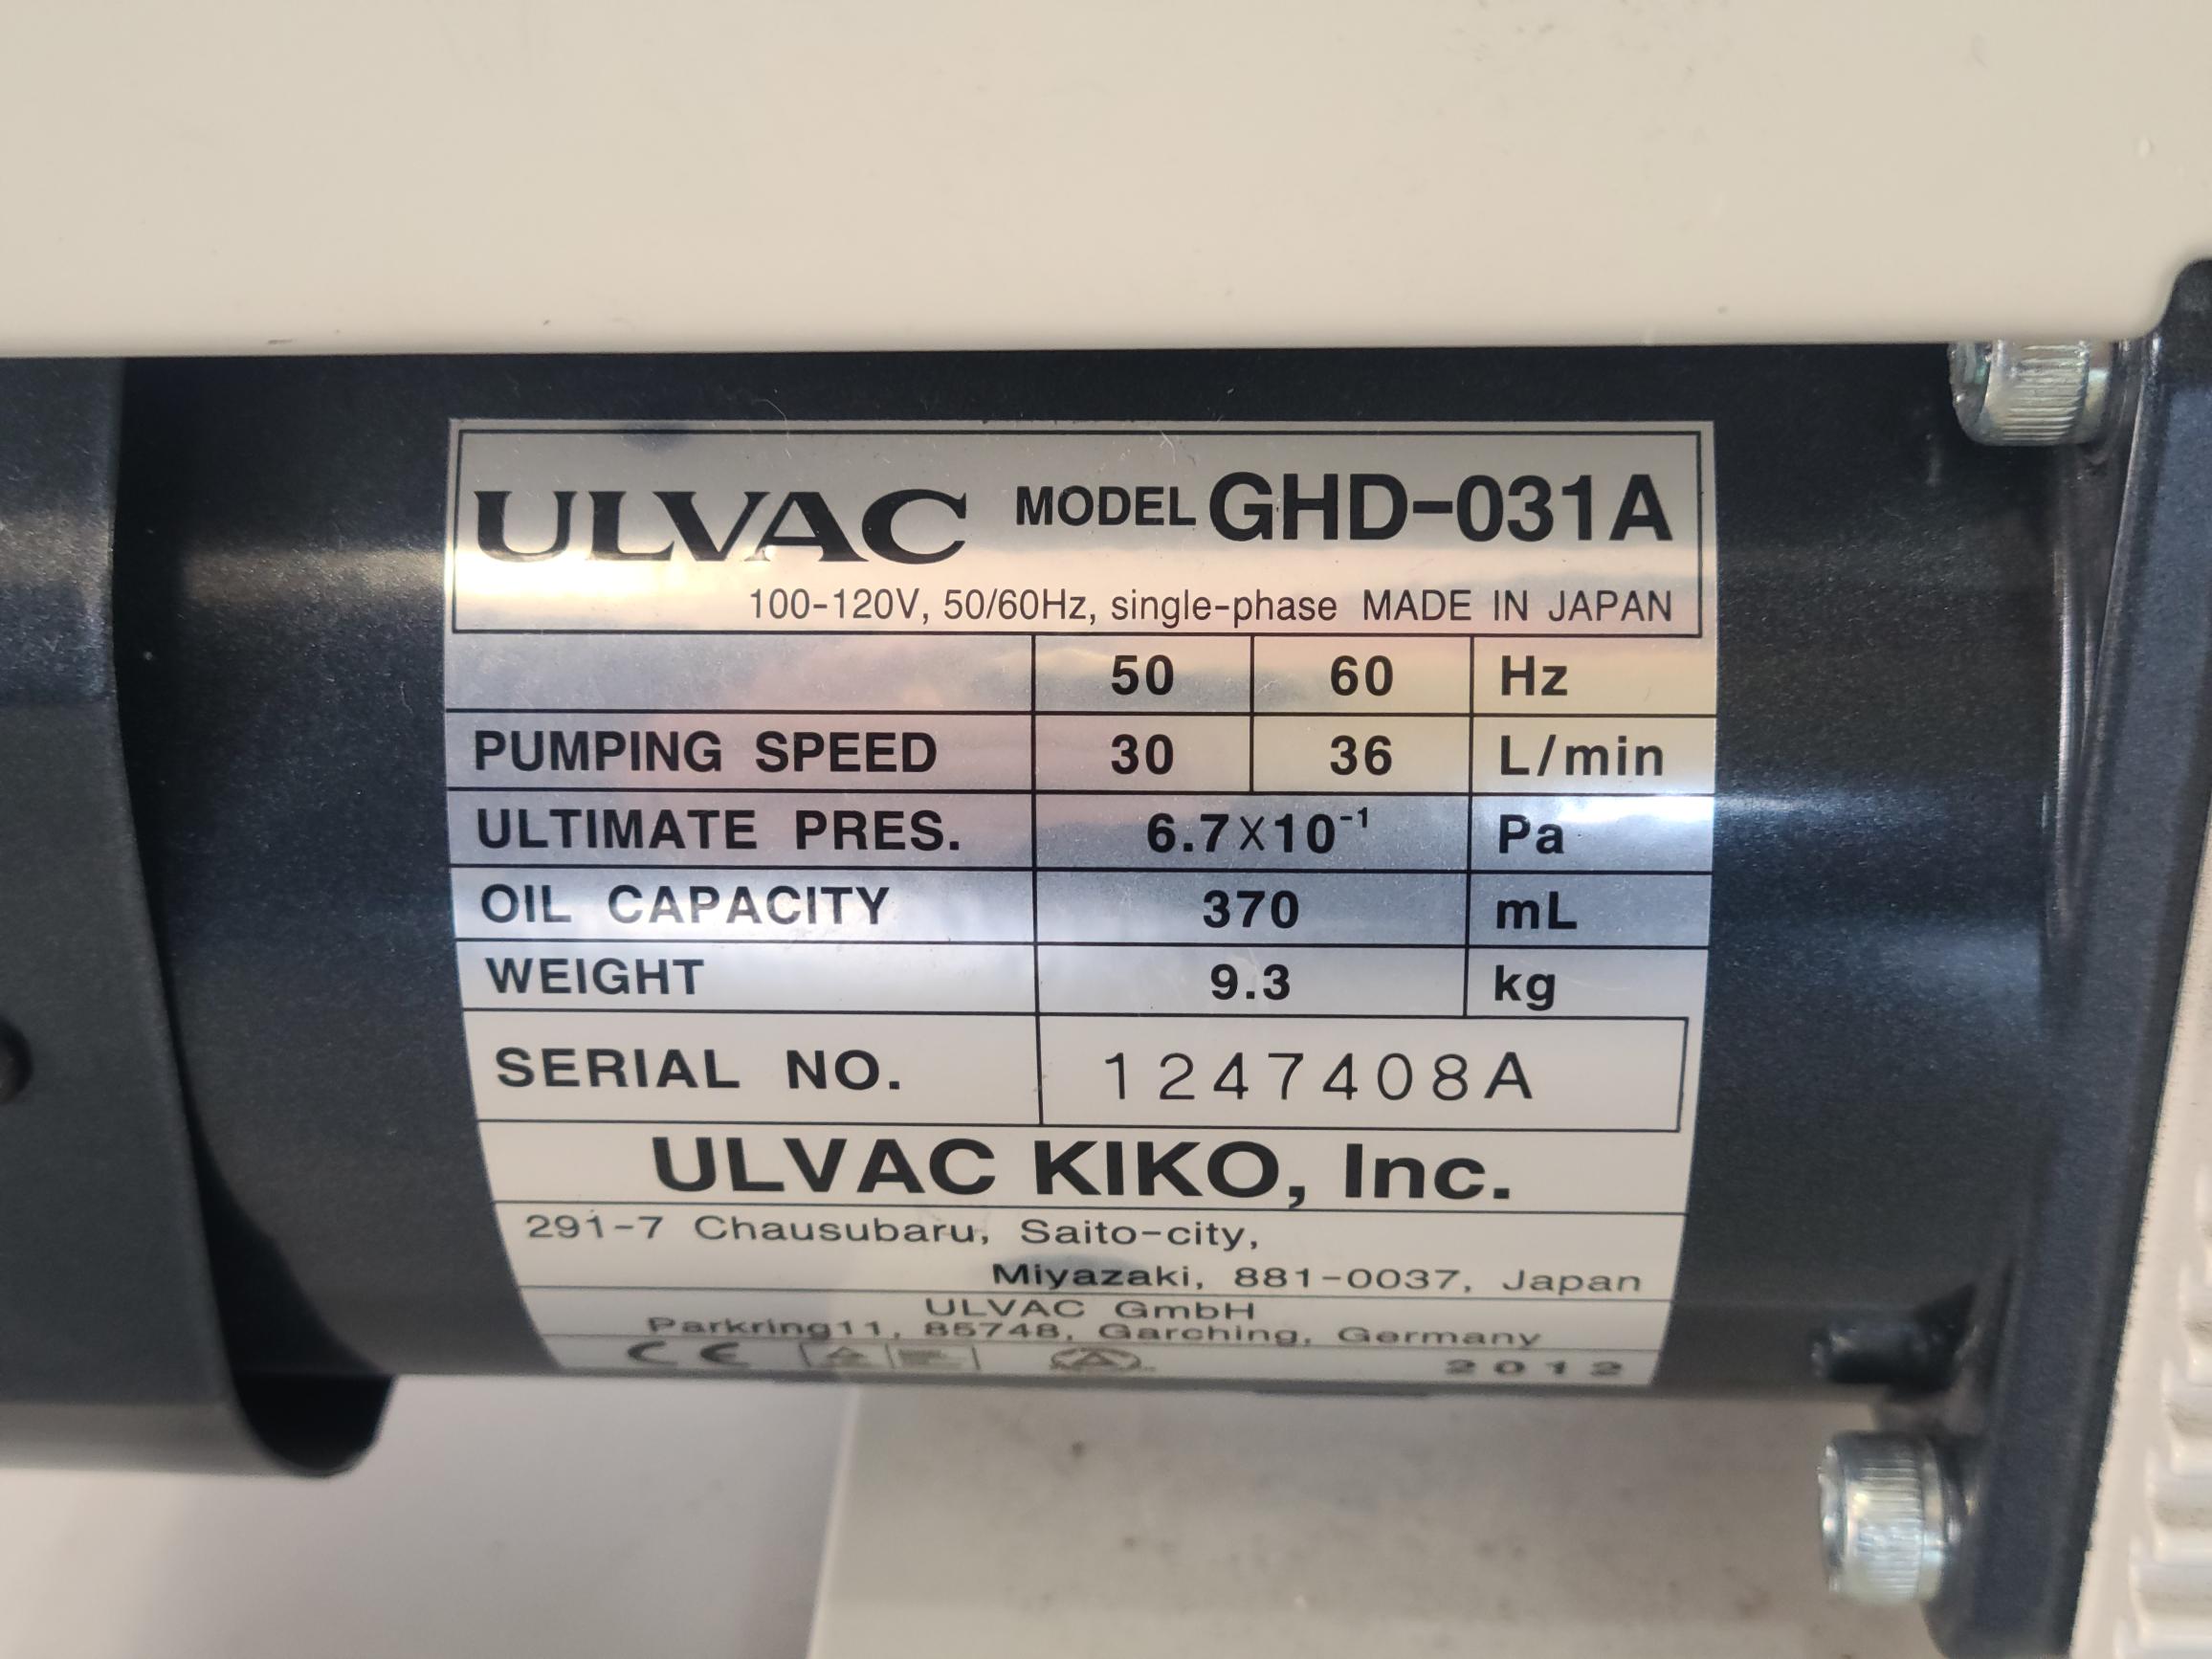 ULVAC MODEL GHD-031A
100-120V, 50/60Hz, single-phase MADE IN JAPAN
50 60 Hz
PUMPING SPEED 30 36 L/min
ULTIMATE PRES. 6.7×10⁻¹ Pa
OIL CAPACITY 370 mL
WEIGHT 9.3 kg
SERIAL NO. 1247408A
ULVAC KIKO, Inc.
291-7 Chausubaru, Saito-city,
Miyazaki, 881-0037, Japan
ULVAC GmbH
Parkring11, 85748, Garching, Germany
CE 2012